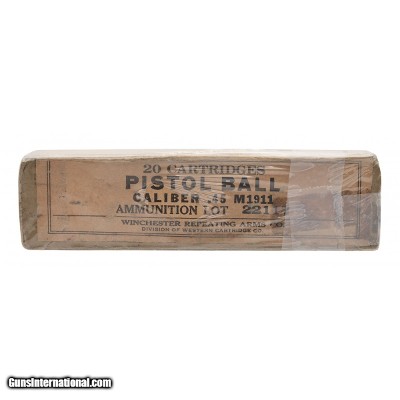 20 CARTRIDGES
PISTOL BALL
CALIBER .45 M1911
AMMUNITION LOT 221
WINCHESTER REPEATING ARMS
DIVISION OF WESTERN CARTRIDGE CO.
GunsInternational.com